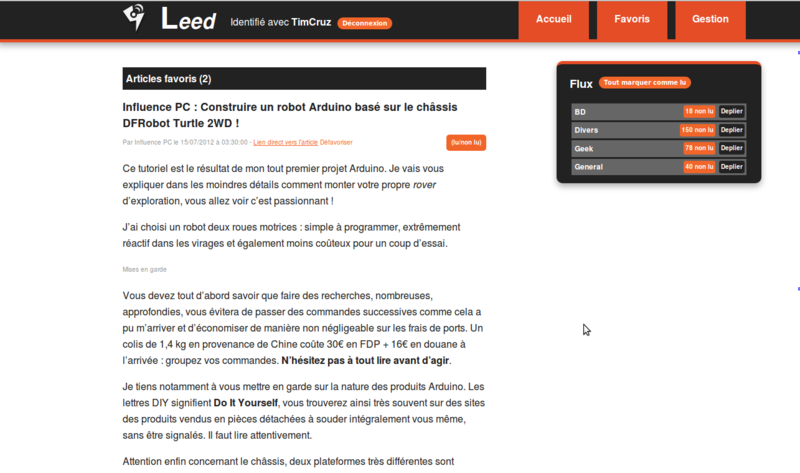 Leed Identifié avec TimCruz Déconnexion Accueil Favoris Gestion
Articles favoris (2)
Influence PC : Construire un robot Arduino basé sur le châssis
DFRobot Turtle 2WD !
Par Influence PC le 15/07/2012 à 03:30:00 - Lien direct vers l'article Défavoriser (lu/non lu)
Ce tutoriel est le résultat de mon tout premier projet Arduino. Je vais vous
expliquer dans les moindres détails comment monter votre propre rover
d’exploration, vous allez voir c’est passionnant !
J’ai choisi un robot deux roues motrices : simple à programmer, extrêmement
réactif dans les virages et également moins coûteux pour un coup d’essai.
Mises en garde
Vous devez tout d’abord savoir que faire des recherches, nombreuses,
approfondies, vous évitera de passer des commandes successives comme cela a
pu m’arriver et d’économiser de manière non négligeable sur les frais de ports. Un
colis de 1,4 kg en provenance de Chine coûte 30€ en FDP + 16€ en douane à
l’arrivée : groupez vos commandes. N’hésitez pas à tout lire avant d’agir.
Je tiens notamment à vous mettre en garde sur la nature des produits Arduino. Les
lettres DIY signifient Do It Yourself, vous trouverez ainsi très souvent sur des sites
des produits vendus en pièces détachées à souder intégralement vous même,
sans être signalés. Il faut lire attentivement.
Attention enfin concernant le châssis, deux plateformes très différentes sont
Flux Tout marquer comme lu
BD 18 non lu Deplier
Divers 150 non lu Deplier
Geek 78 non lu Deplier
General 40 non lu Deplier